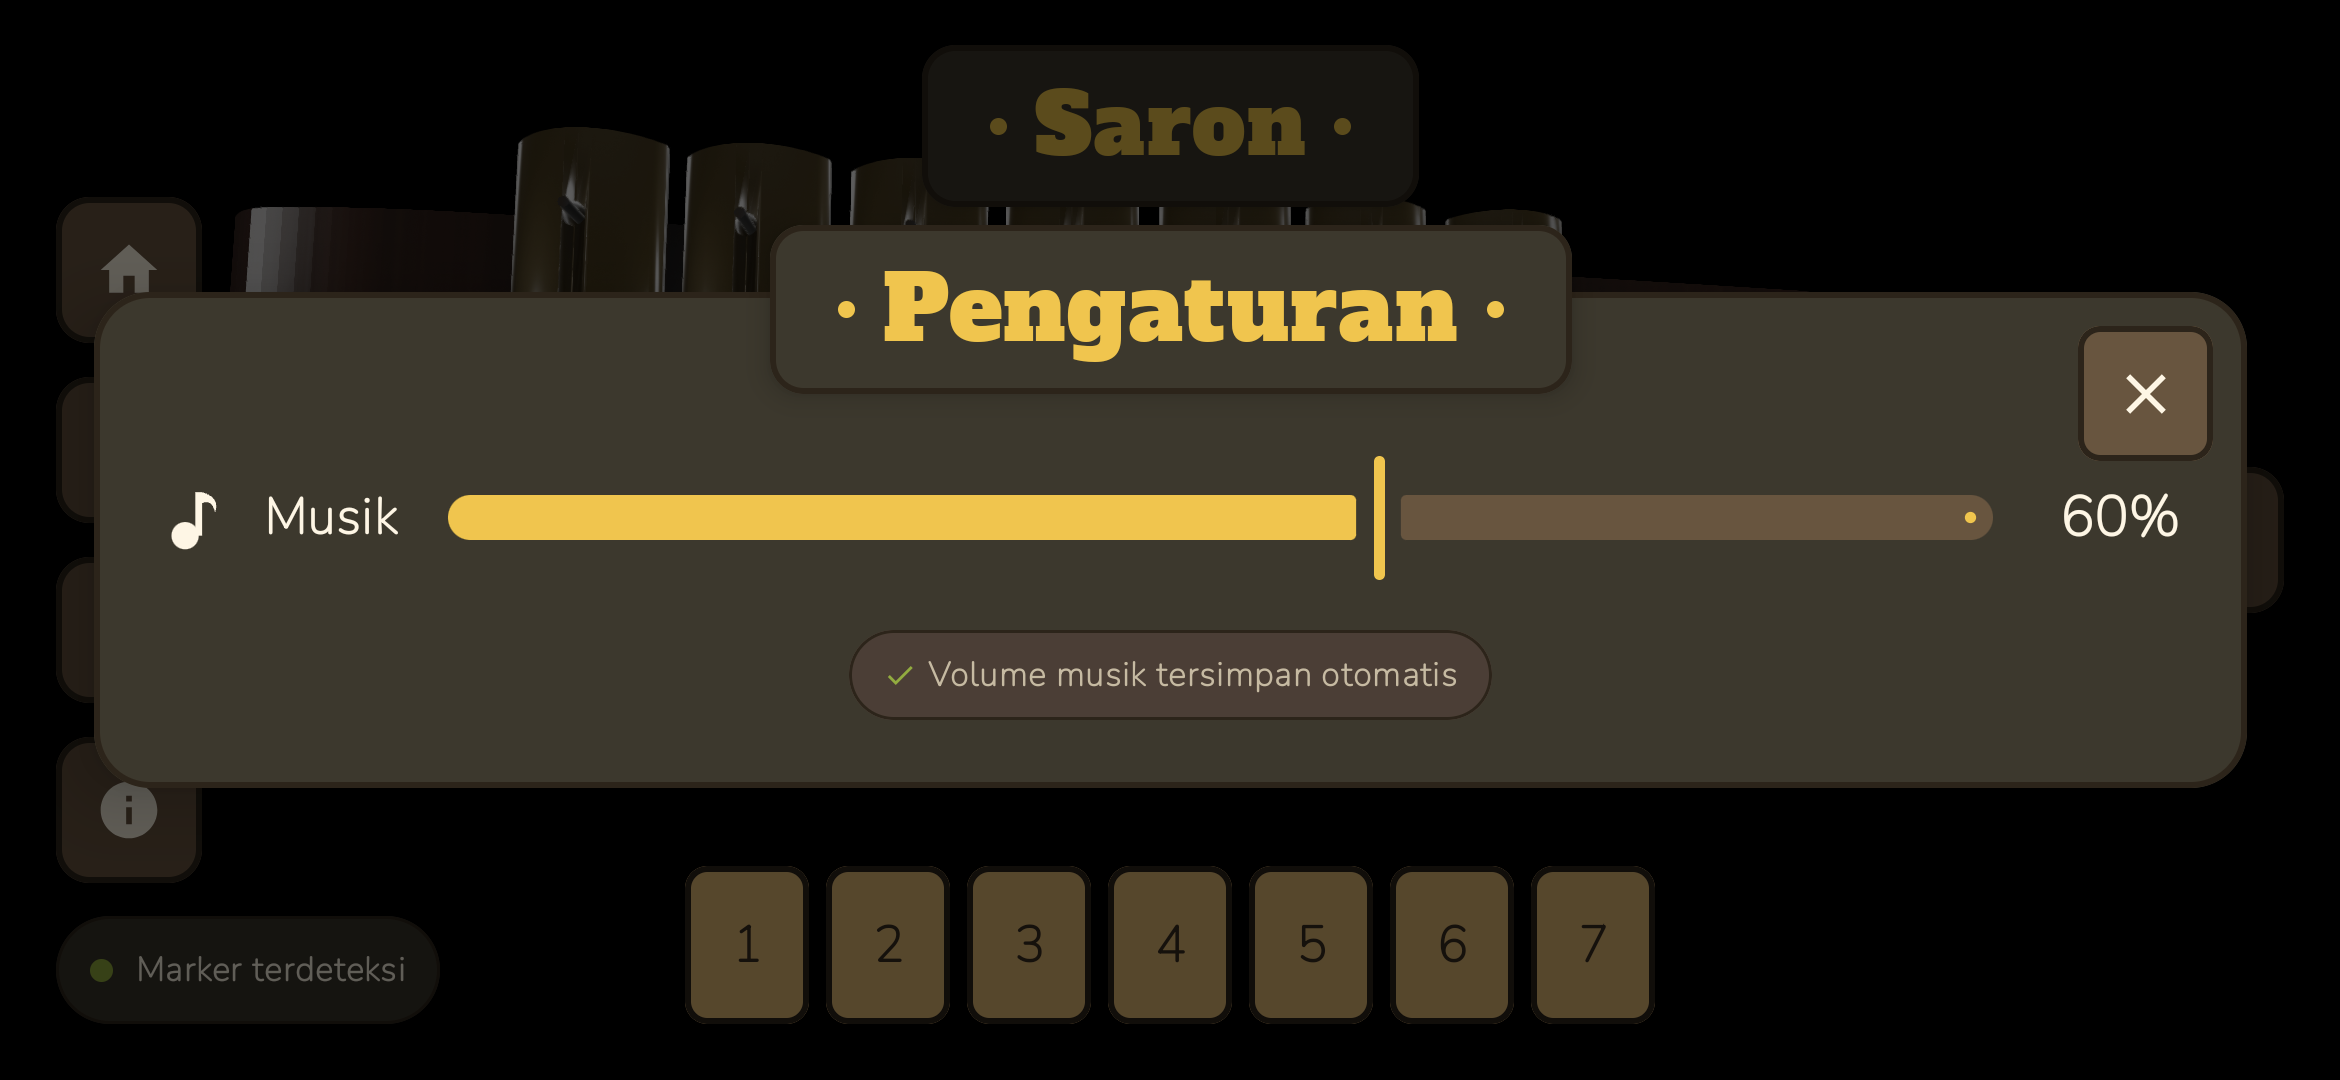 • Saron •
• Pengaturan •
Musik
60%
Volume musik tersimpan otomatis
1 2 3 4 5 6 7
Marker terdeteksi